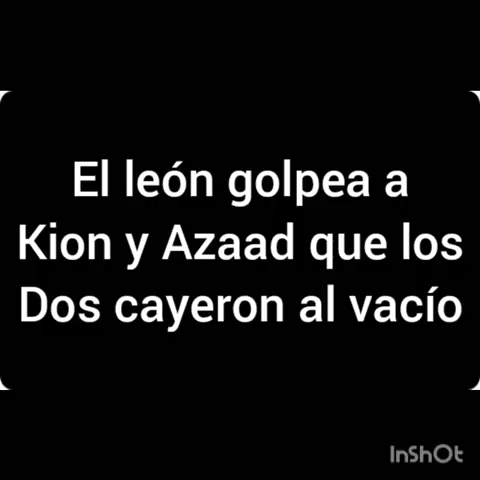 El león golpea a
Kion y Azaad que los
Dos cayeron al vacío
InShOt